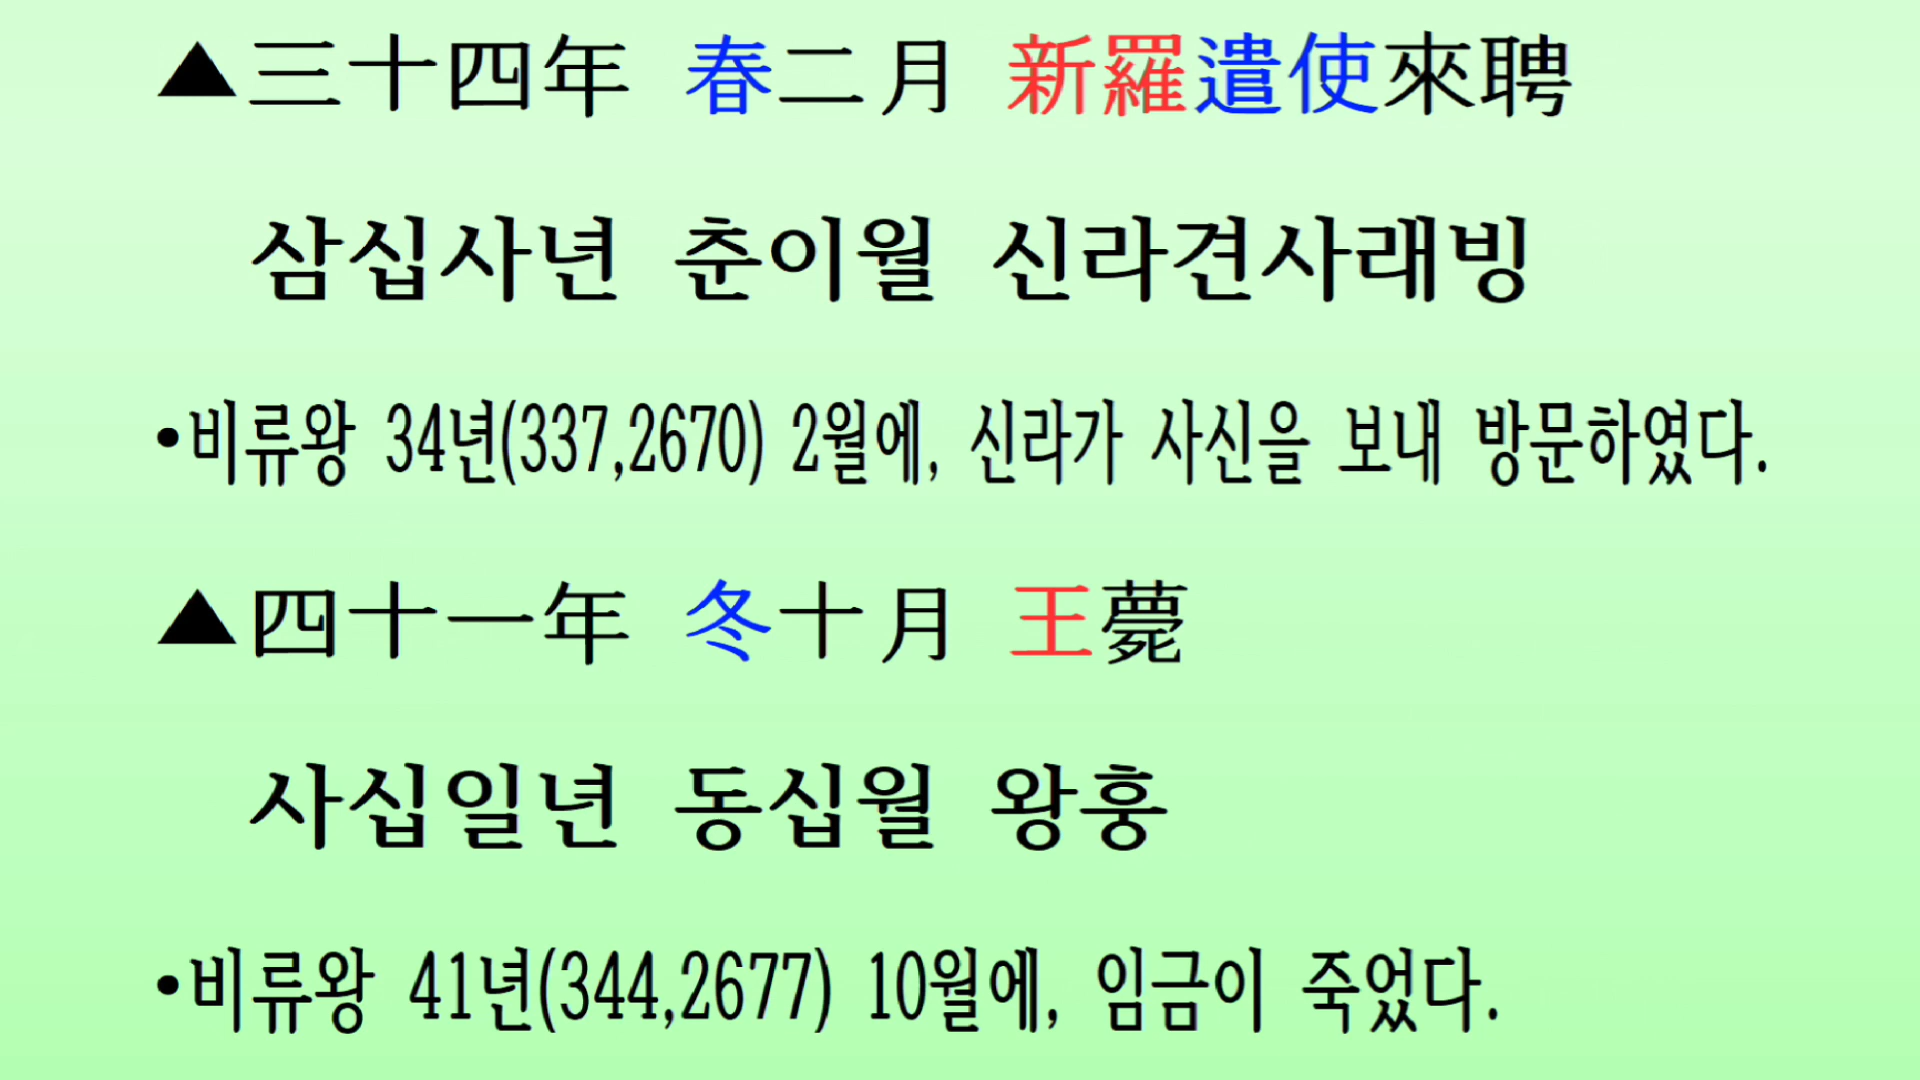 ▲三十四年 春二月 新羅遣使來聘
삼십사년 춘이월 신라견사래빙
•비류왕 34년(337,2670) 2월에, 신라가 사신을 보내 방문하였다.
▲四十一年 冬十月 王薨
사십일년 동십월 왕훙
•비류왕 41년(344,2677) 10월에, 임금이 죽었다.